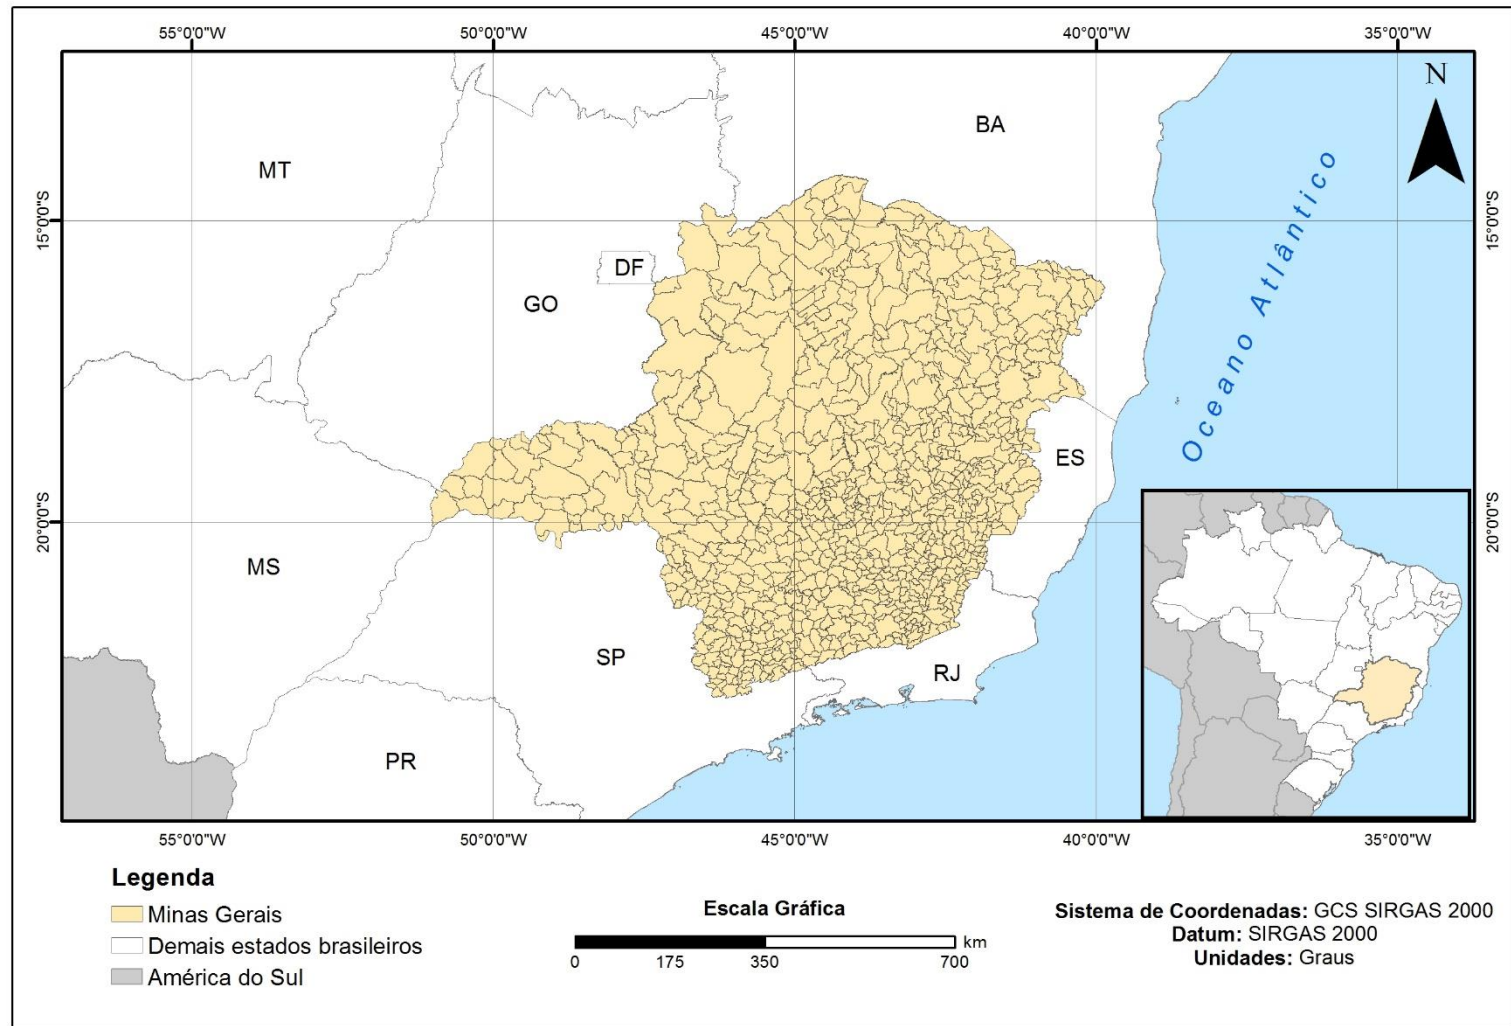 55°0'0"W 50°0'0"W 45°0'0"W 40°0'0"W 35°0'0"W
N
BA
MT
Oceano Atlântico
15°0'0"S 15°0'0"S
DF
GO
ES
20°0'0"S 20°0'0"S
MS
SP
RJ
PR
55°0'0"W 50°0'0"W 45°0'0"W 40°0'0"W 35°0'0"W
Legenda
Minas Gerais
Demais estados brasileiros
América do Sul
Escala Gráfica
km
0 175 350 700
Sistema de Coordenadas: GCS SIRGAS 2000
Datum: SIRGAS 2000
Unidades: Graus